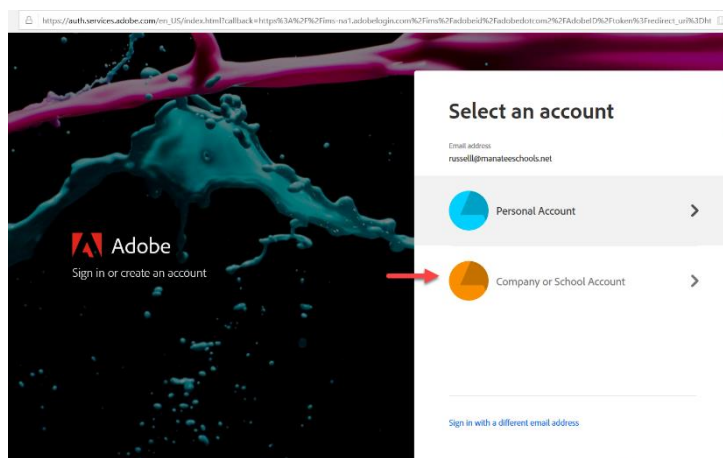 https://auth.services.adobe.com/en_US/index.html?callback=https%3A%2F%2Fims-na1.adobelogin.com%2Fims%2Fadobeid%2Fadobedotcom2%2FAdobeID%2Ftoken%3Fredirect_uri%3Dht
Select an account
Email address
russelll@manateeschools.net
Personal Account
Adobe
Sign in or create an account
Company or School Account
Sign in with a different email address